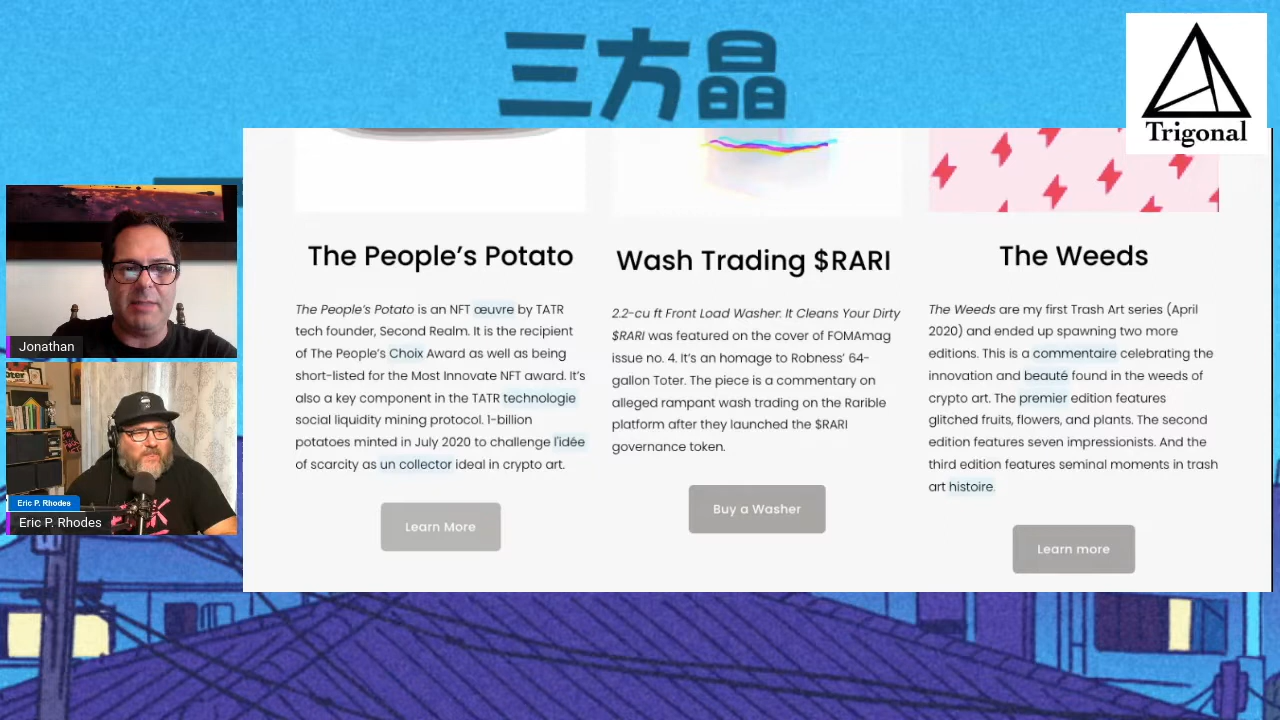 三方晶
Trigonal
Jonathan
Eric P. Rhodes
Eric P. Rhodes
The People’s Potato
The People’s Potato is an NFT œuvre by TATR
tech founder, Second Realm. It is the recipient
of The People’s Choix Award as well as being
short-listed for the Most Innovate NFT award. It’s
also a key component in the TATR technologie
social liquidity mining protocol. 1-billion
potatoes minted in July 2020 to challenge l'idée
of scarcity as un collector ideal in crypto art.
Learn More
Wash Trading $RARI
2.2-cu ft Front Load Washer: It Cleans Your Dirty
$RARI was featured on the cover of FOMAmag
issue no. 4. It’s an homage to Robness’ 64-
gallon Toter. The piece is a commentary on
alleged rampant wash trading on the Rarible
platform after they launched the $RARI
governance token.
Buy a Washer
The Weeds
The Weeds are my first Trash Art series (April
2020) and ended up spawning two more
editions. This is a commentaire celebrating the
innovation and beauté found in the weeds of
crypto art. The premier edition features
glitched fruits, flowers, and plants. The second
edition features seven impressionists. And the
third edition features seminal moments in trash
art histoire.
Learn more